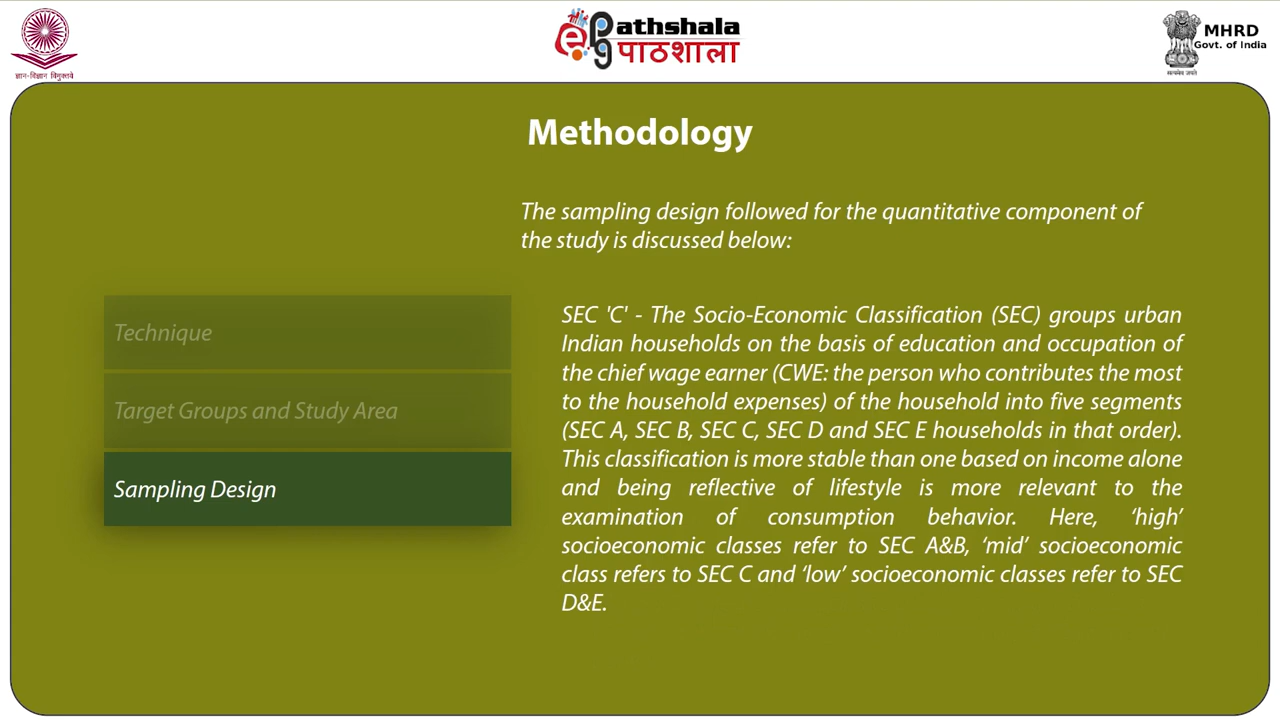 ज्ञान-विज्ञान विमुक्तये
ePathshala
पाठशाला
सत्यमेव जयते
MHRD
Govt. of India
Methodology
The sampling design followed for the quantitative component of
the study is discussed below:
Technique
Target Groups and Study Area
Sampling Design
SEC 'C' - The Socio-Economic Classification (SEC) groups urban
Indian households on the basis of education and occupation of
the chief wage earner (CWE: the person who contributes the most
to the household expenses) of the household into five segments
(SEC A, SEC B, SEC C, SEC D and SEC E households in that order).
This classification is more stable than one based on income alone
and being reflective of lifestyle is more relevant to the
examination of consumption behavior. Here, ‘high’
socioeconomic classes refer to SEC A&B, ‘mid’ socioeconomic
class refers to SEC C and ‘low’ socioeconomic classes refer to SEC
D&E.